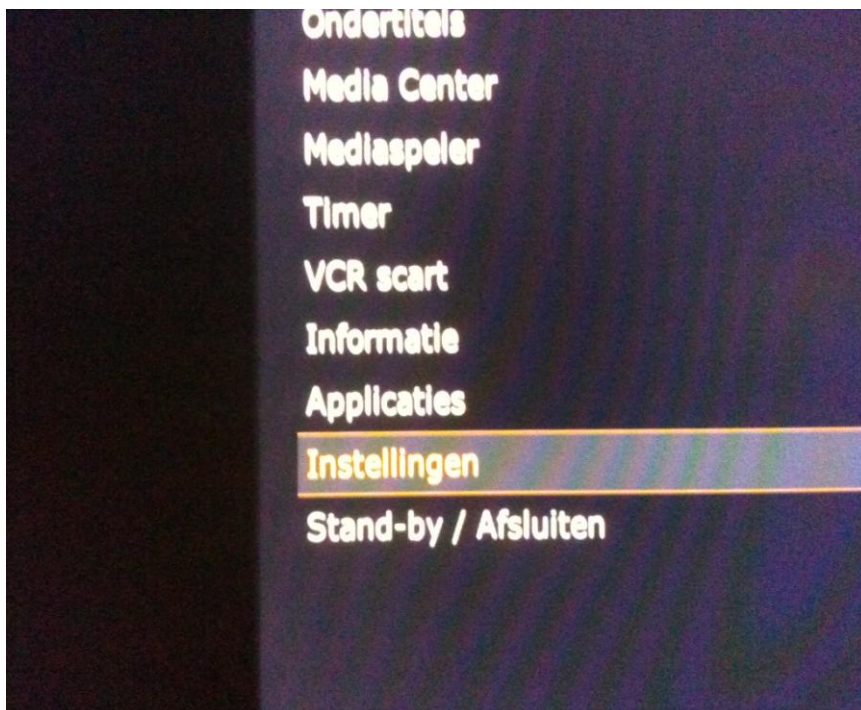 Ondertitels
Media Center
Mediaspeler
Timer
VCR scart
Informatie
Applicaties
Instellingen
Stand-by / Afsluiten